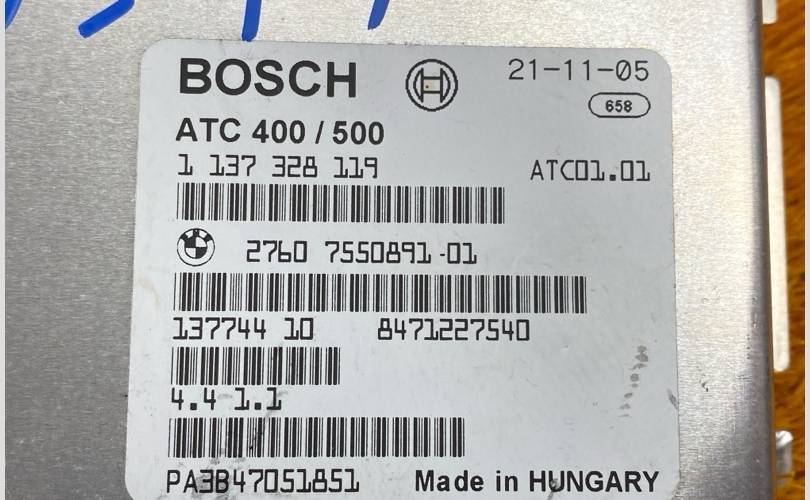 BOSCH
21-11-05
658
ATC 400 / 500
1 137 328 119 ATC01.01
2760 7550891-01
137744 10 8471227540
4.4 1.1
PA3B47051851 Made in HUNGARY